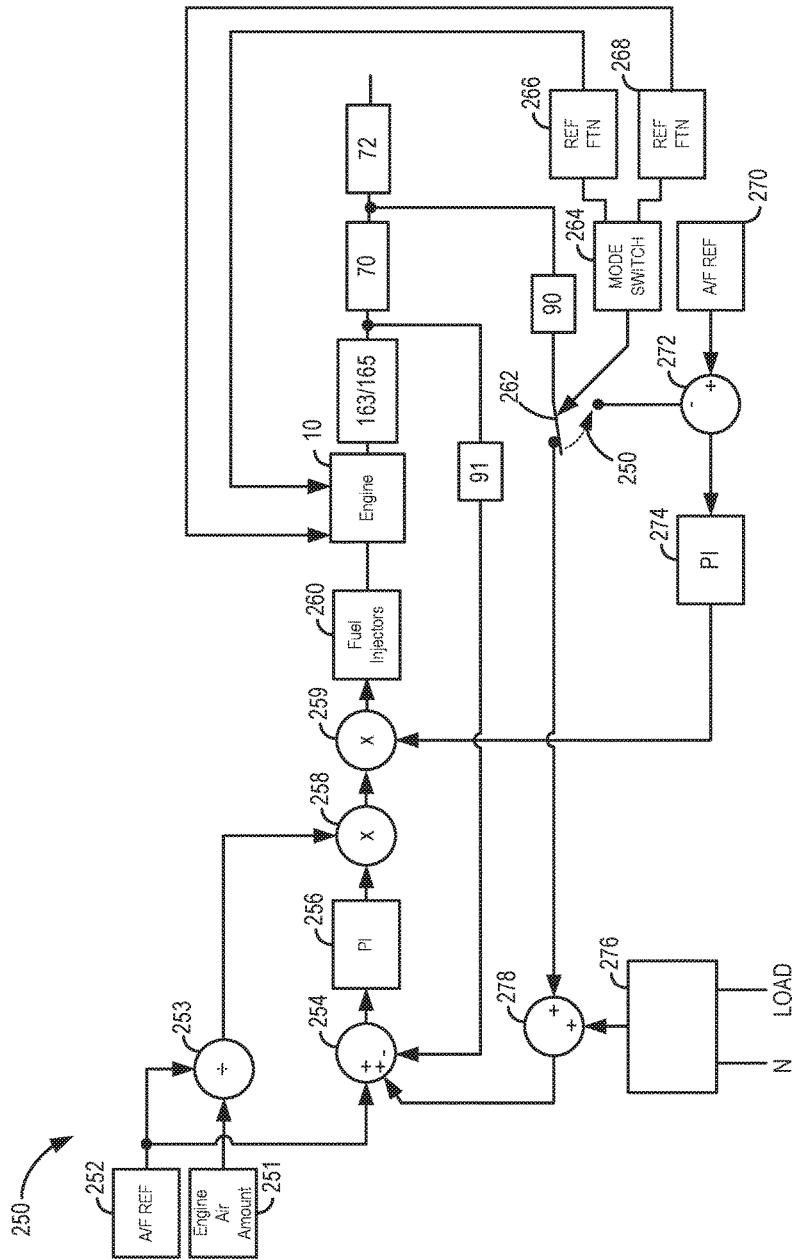 250
252
A/F REF
253
÷
Engine
Air
Amount
251
254
+
+
-
256
PI
258
X
259
X
260
Fuel
Injectors
10
Engine
163/165
70
72
91
90
262
250
278
+
+
276
N
LOAD
264
MODE
SWITCH
266
REF
FTN
268
REF
FTN
270
A/F REF
272
-
+
274
PI